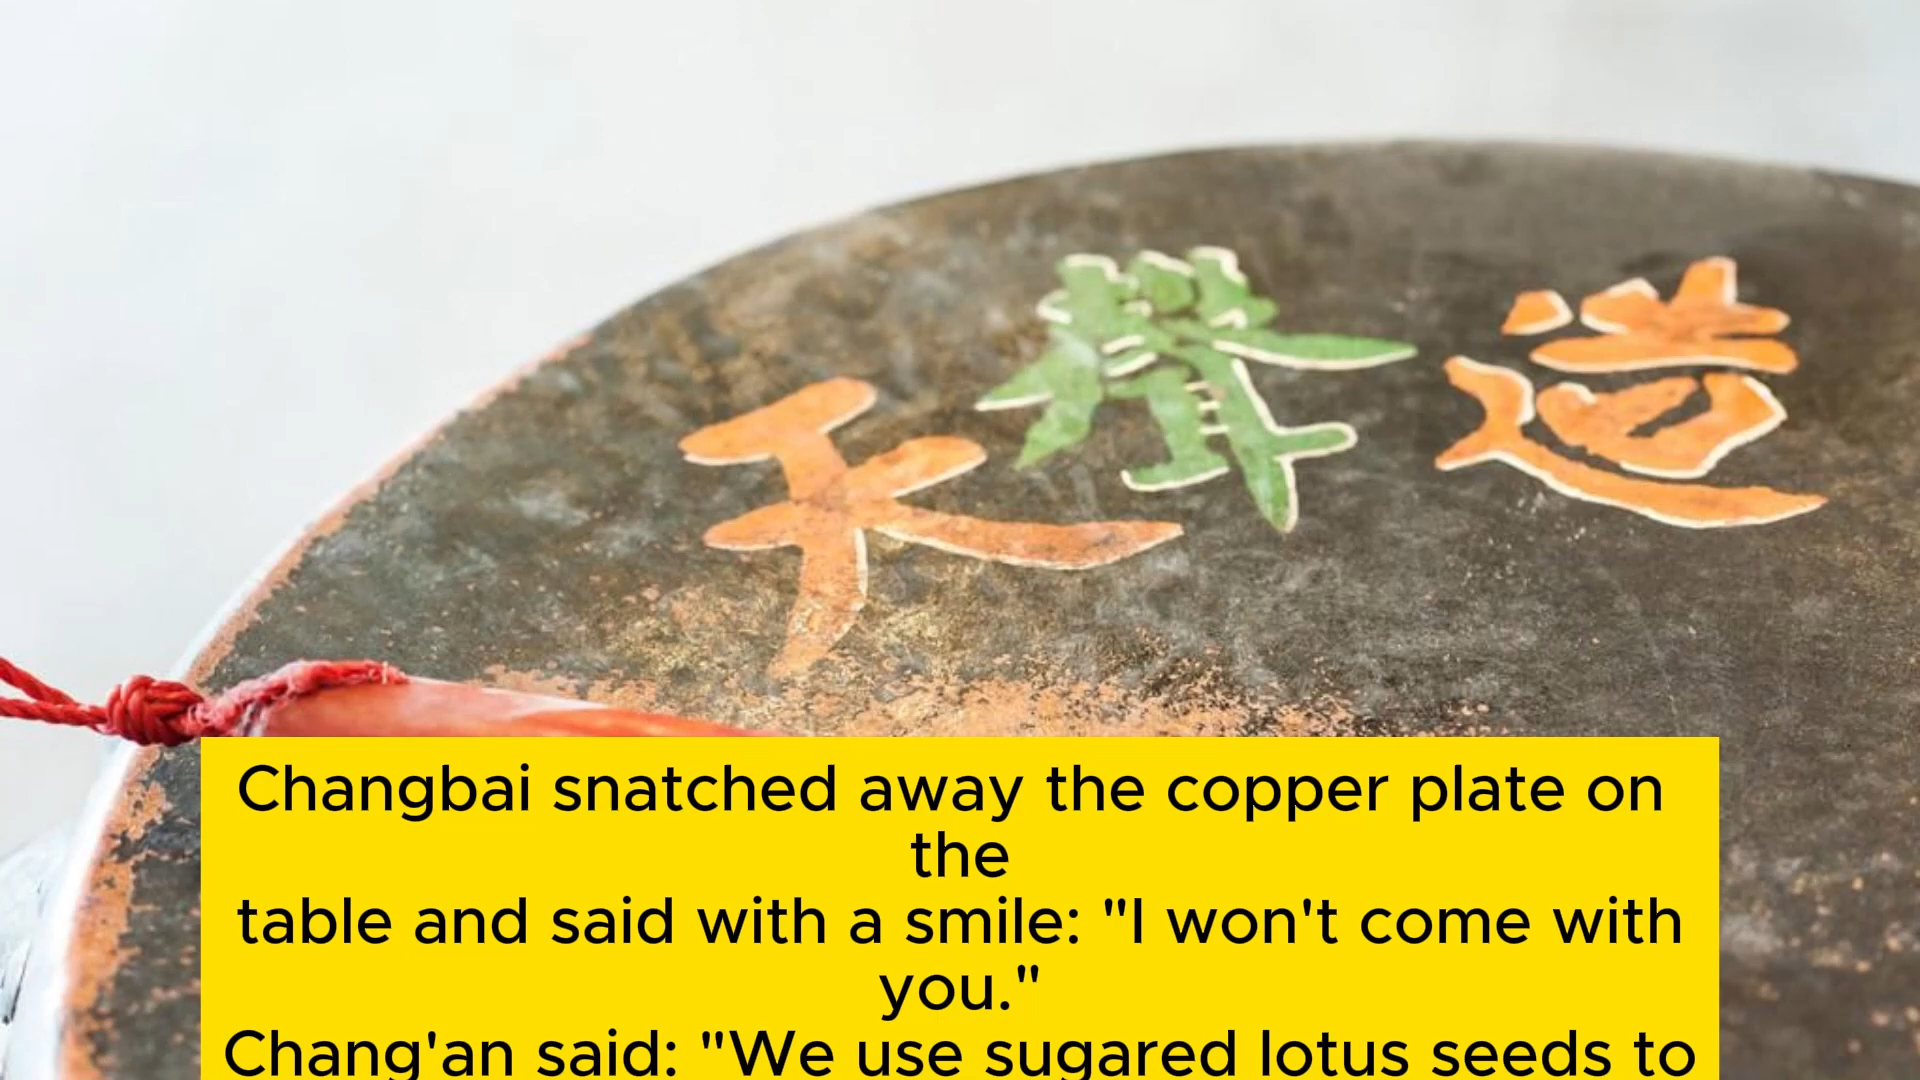 天 造
Changbai snatched away the copper plate on
the
table and said with a smile: "I won't come with
you."
Chang'an said: "We use sugared lotus seeds to